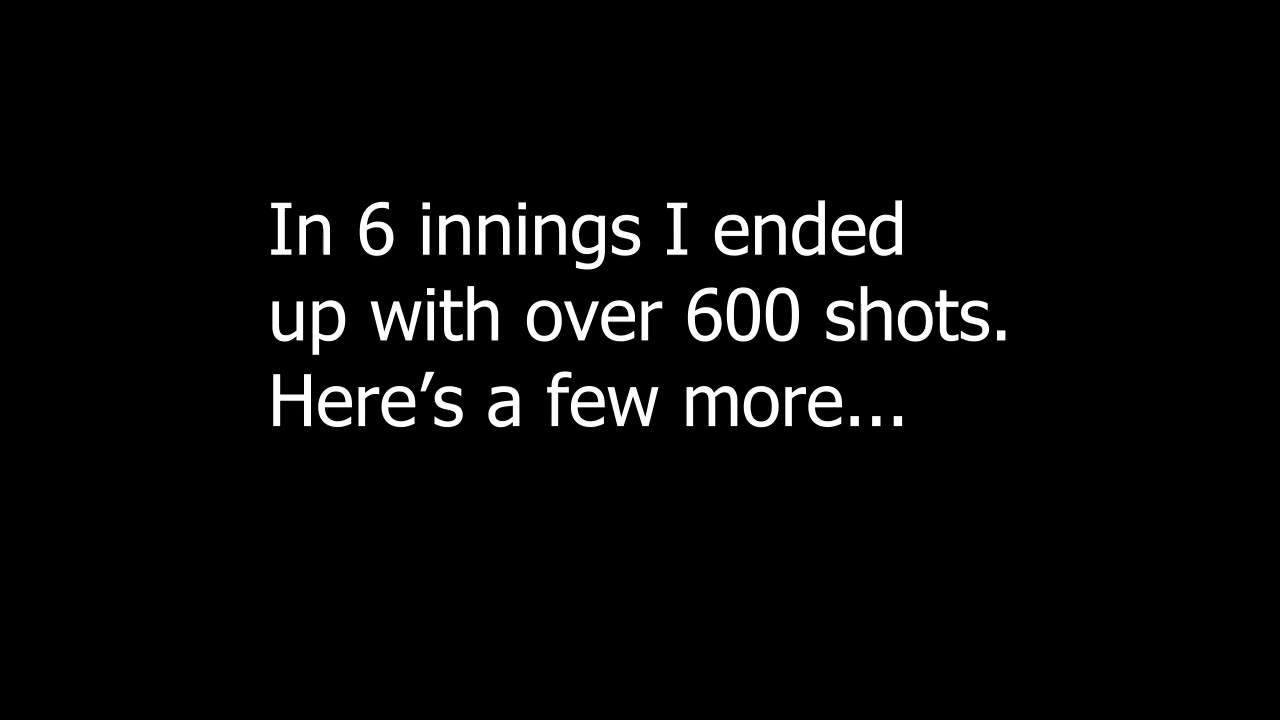 In 6 innings I ended
up with over 600 shots.
Here’s a few more...